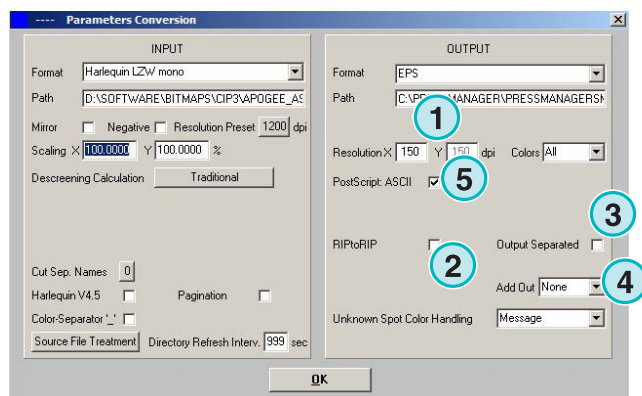 ---- Parameters Conversion
INPUT
Format Harlequin LZW mono
Path D:\SOFTWARE\BITMAPS\CIP3\APOGEE_AS
Mirror Negative Resolution Preset 1200 dpi
Scaling X 100.0000 Y 100.0000 %
Descreening Calculation Traditional
Cut Sep. Names 0
Harlequin V4.5 Pagination
Color-Separator '_'
Source File Treatment Directory Refresh Interv. 999 sec
OUTPUT
Format EPS
Path
1
Resolution X 150 Y 150 dpi Colors All
PostScript: ASCII 5
3
RIPtoRIP 2 Output Separated
Add Out None 4
Unknown Spot Color Handling Message
OK